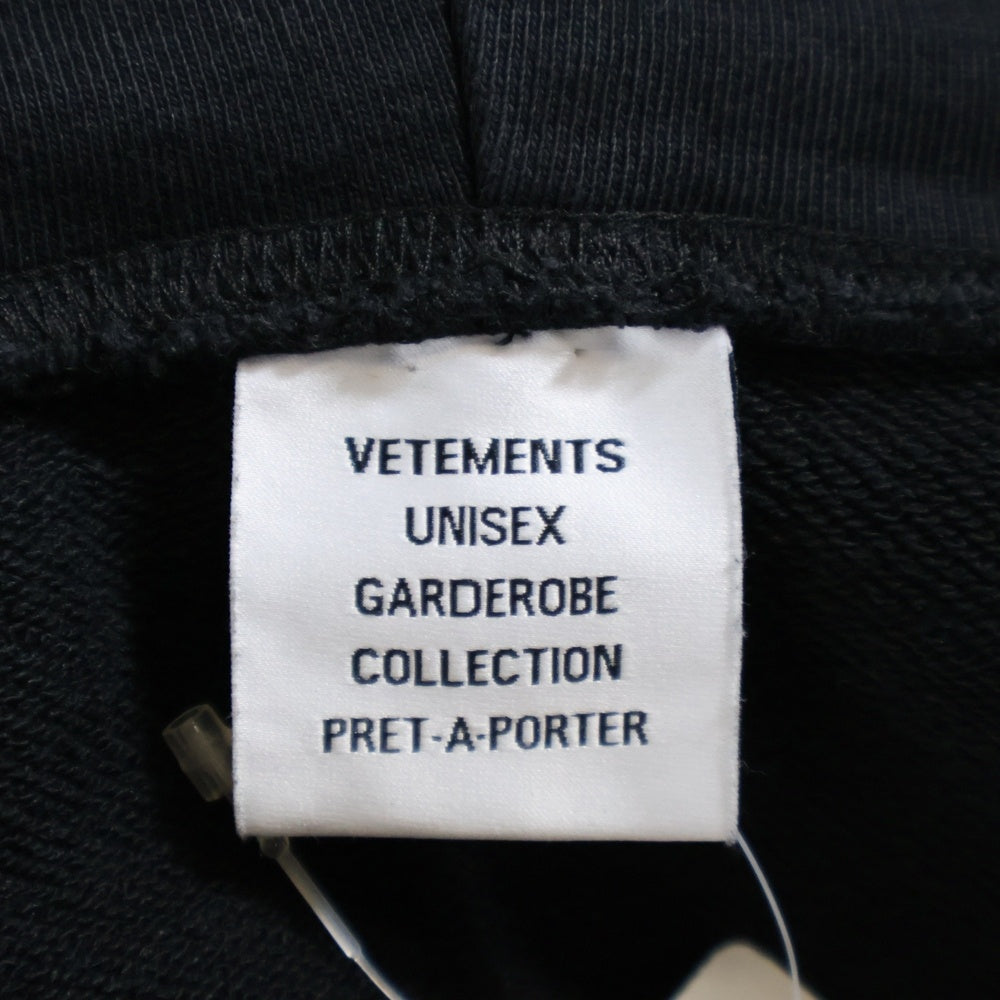 VETEMENTS
UNISEX
GARDEROBE
COLLECTION
PRET-A-PORTER